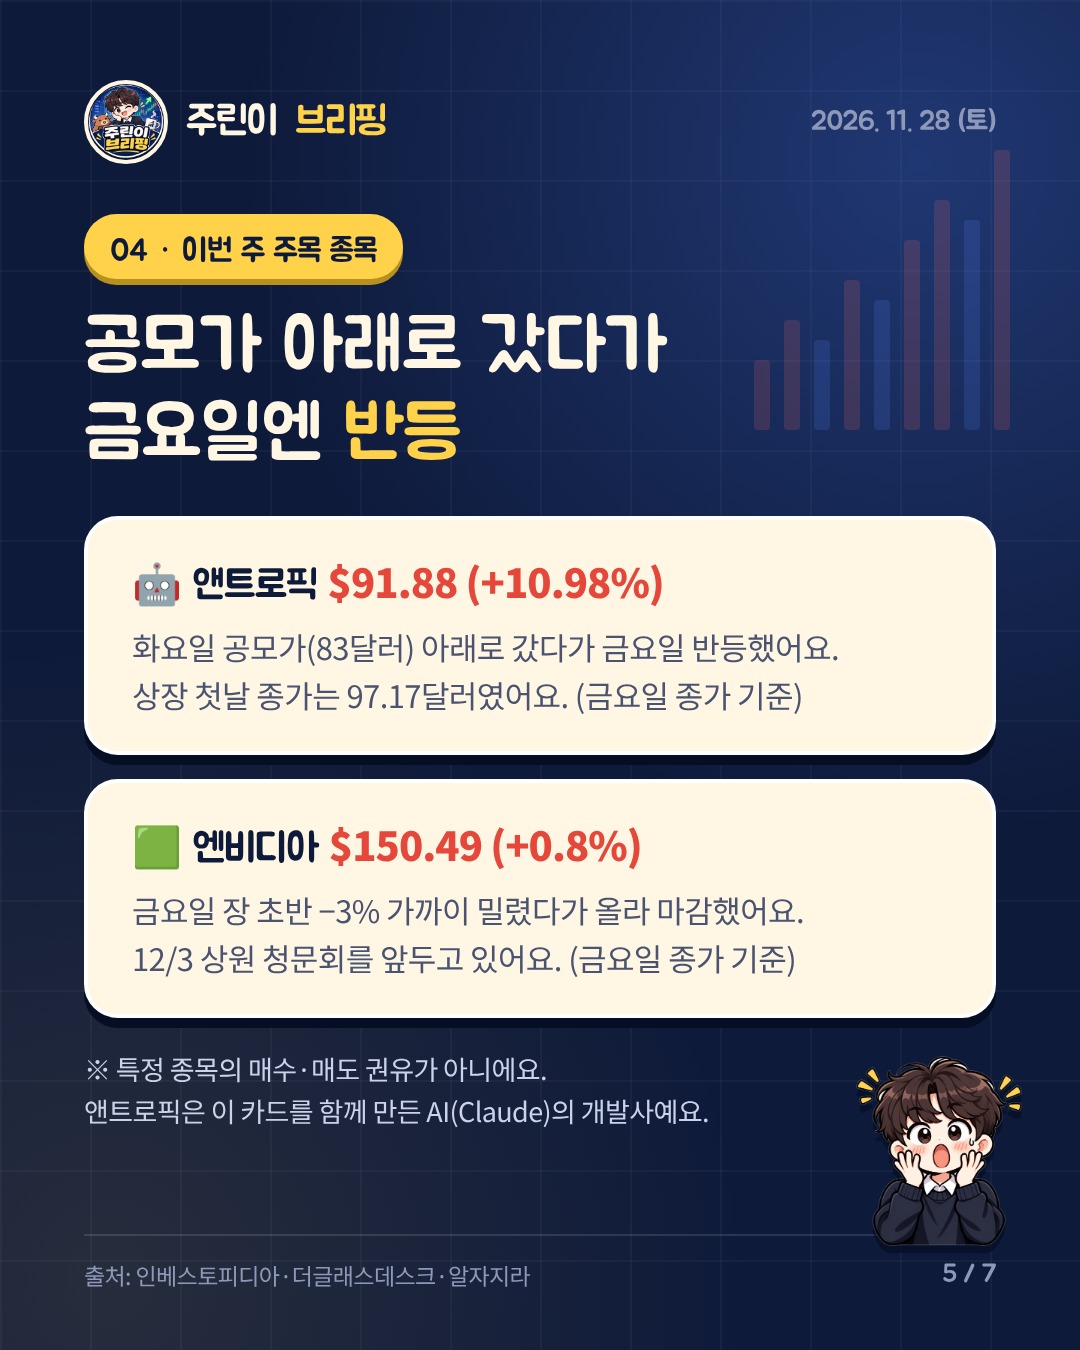 주린이 브리핑
주린이 브리핑
2026. 11. 28 (토)
04 · 이번 주 주목 종목
공모가 아래로 갔다가
금요일엔 반등
앤트로픽 $91.88 (+10.98%)
화요일 공모가(83달러) 아래로 갔다가 금요일 반등했어요.
상장 첫날 종가는 97.17달러였어요. (금요일 종가 기준)
엔비디아 $150.49 (+0.8%)
금요일 장 초반 −3% 가까이 밀렸다가 올라 마감했어요.
12/3 상원 청문회를 앞두고 있어요. (금요일 종가 기준)
※ 특정 종목의 매수·매도 권유가 아니에요.
앤트로픽은 이 카드를 함께 만든 AI(Claude)의 개발사예요.
출처: 인베스토피디아·더글래스데스크·알자지라
5 / 7